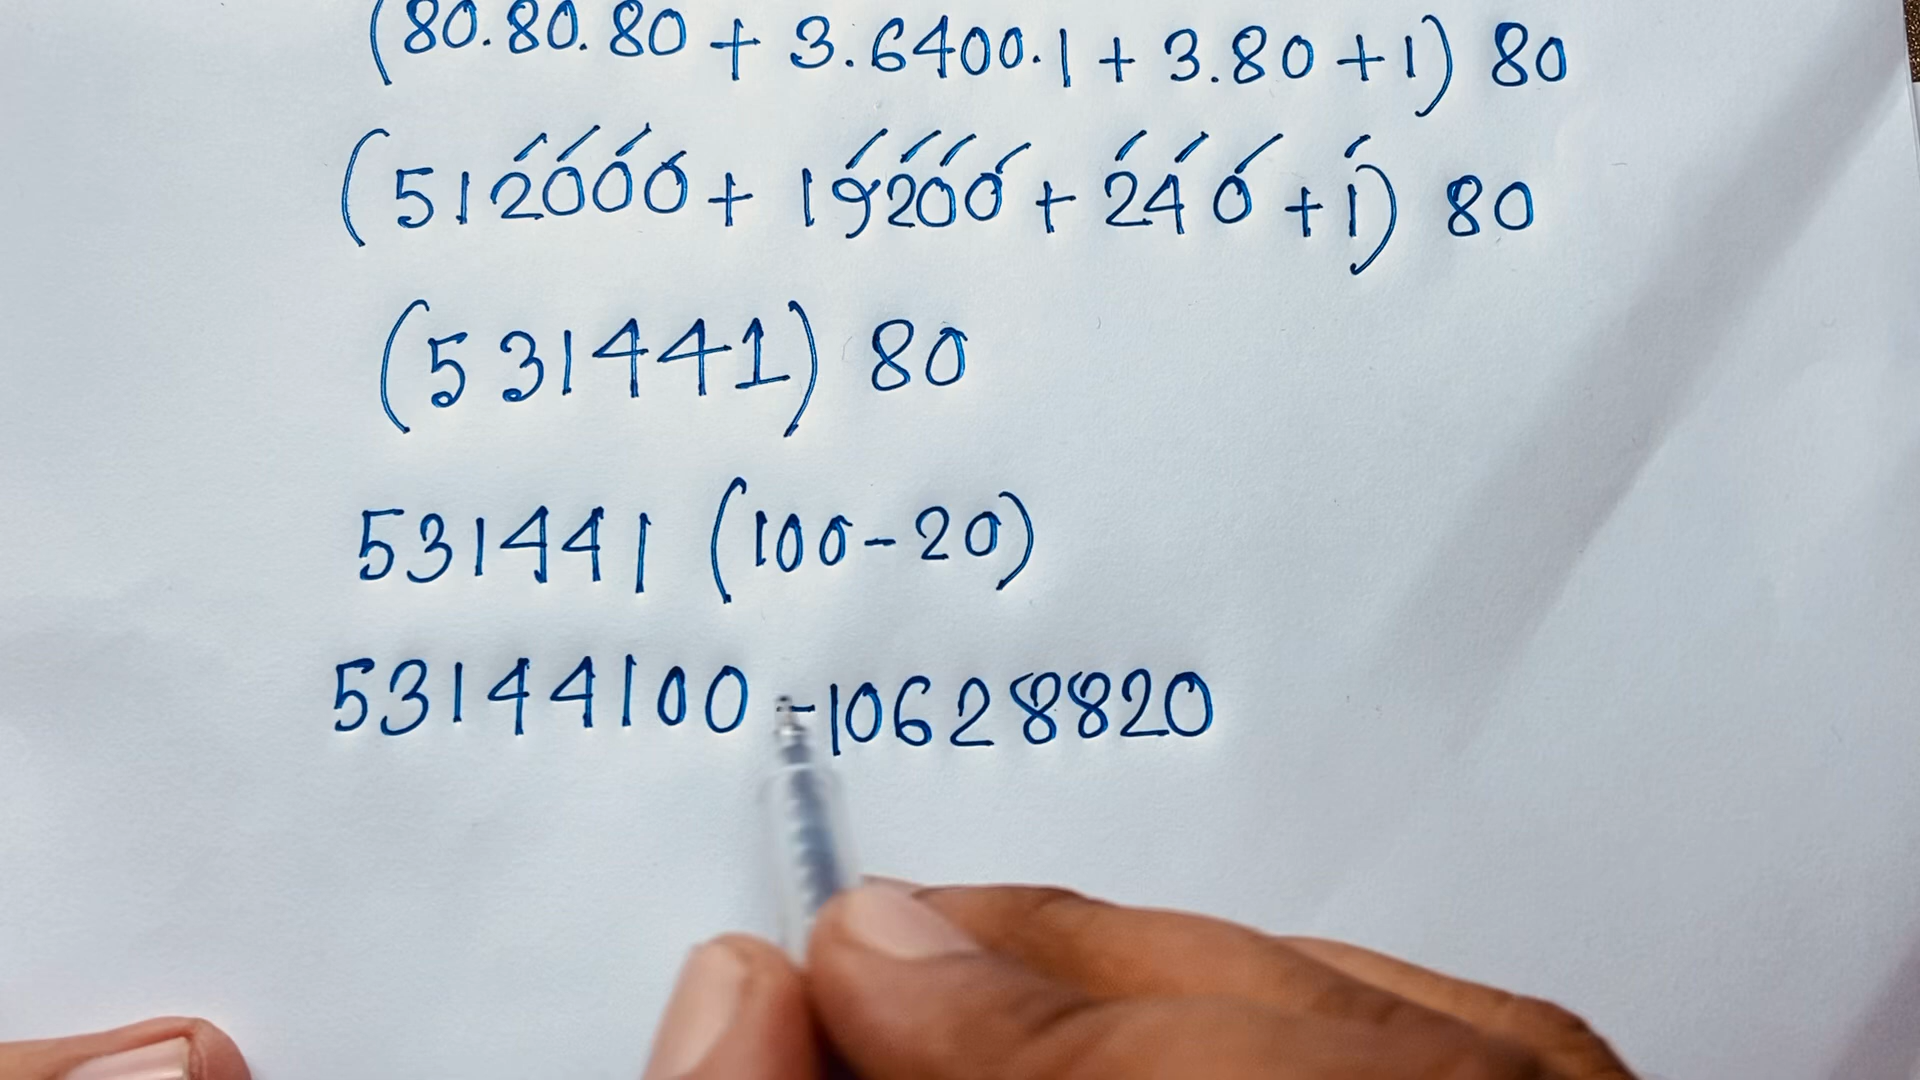 (80.80.80 + 3.6400.1 + 3.80 + 1) 80
(512000 + 19200 + 240 + 1) 80
(531441) 80
531441 (100-20)
53144100 -10628820